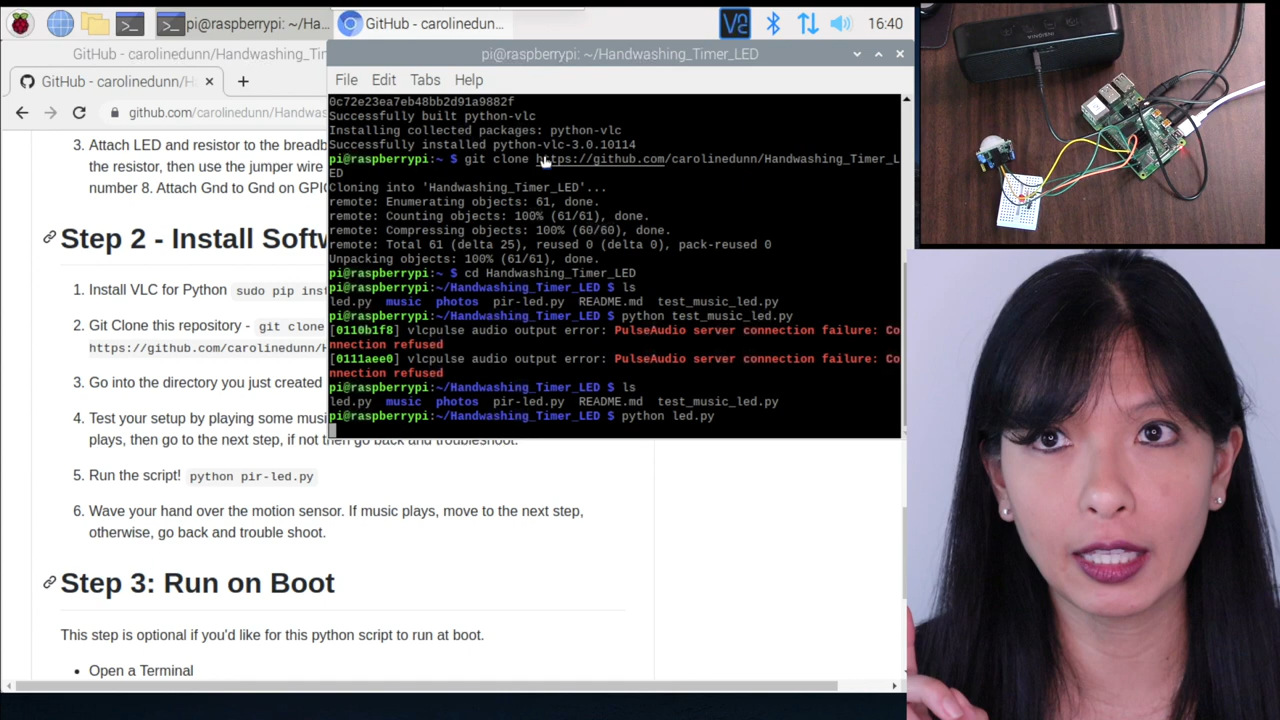 pi@raspberrypi: ~/Ha...
GitHub - carolinedun...
VNC
16:40
GitHub - carolinedunn/Handwashing_Tim
GitHub - carolinedunn/H
github.com/carolinedunn/Handwas
3. Attach LED and resistor to the breadb
the resistor, then use the jumper wire
number 8. Attach Gnd to Gnd on GPIO
Step 2 - Install Softw
1. Install VLC for Python sudo pip inst
2. Git Clone this repository - git clone
https://github.com/carolinedunn/H
3. Go into the directory you just created
4. Test your setup by playing some musi
plays, then go to the next step, if not then go back and troubleshoot.
5. Run the script! python pir-led.py
6. Wave your hand over the motion sensor. If music plays, move to the next step,
otherwise, go back and trouble shoot.
Step 3: Run on Boot
This step is optional if you'd like for this python script to run at boot.
• Open a Terminal
pi@raspberrypi: ~/Handwashing_Timer_LED
File Edit Tabs Help
0c72e23ea7eb48bb2d91a9882f
Successfully built python-vlc
Installing collected packages: python-vlc
Successfully installed python-vlc-3.0.10114
pi@raspberrypi:~ $ git clone https://github.com/carolinedunn/Handwashing_Timer_L
ED
Cloning into 'Handwashing_Timer_LED'...
remote: Enumerating objects: 61, done.
remote: Counting objects: 100% (61/61), done.
remote: Compressing objects: 100% (60/60), done.
remote: Total 61 (delta 25), reused 0 (delta 0), pack-reused 0
Unpacking objects: 100% (61/61), done.
pi@raspberrypi:~ $ cd Handwashing_Timer_LED
pi@raspberrypi:~/Handwashing_Timer_LED $ ls
led.py music photos pir-led.py README.md test_music_led.py
pi@raspberrypi:~/Handwashing_Timer_LED $ python test_music_led.py
[0110b1f8] vlcpulse audio output error: PulseAudio server connection failure: Co
nnection refused
[0111aee0] vlcpulse audio output error: PulseAudio server connection failure: Co
nnection refused
pi@raspberrypi:~/Handwashing_Timer_LED $ ls
led.py music photos pir-led.py README.md test_music_led.py
pi@raspberrypi:~/Handwashing_Timer_LED $ python led.py